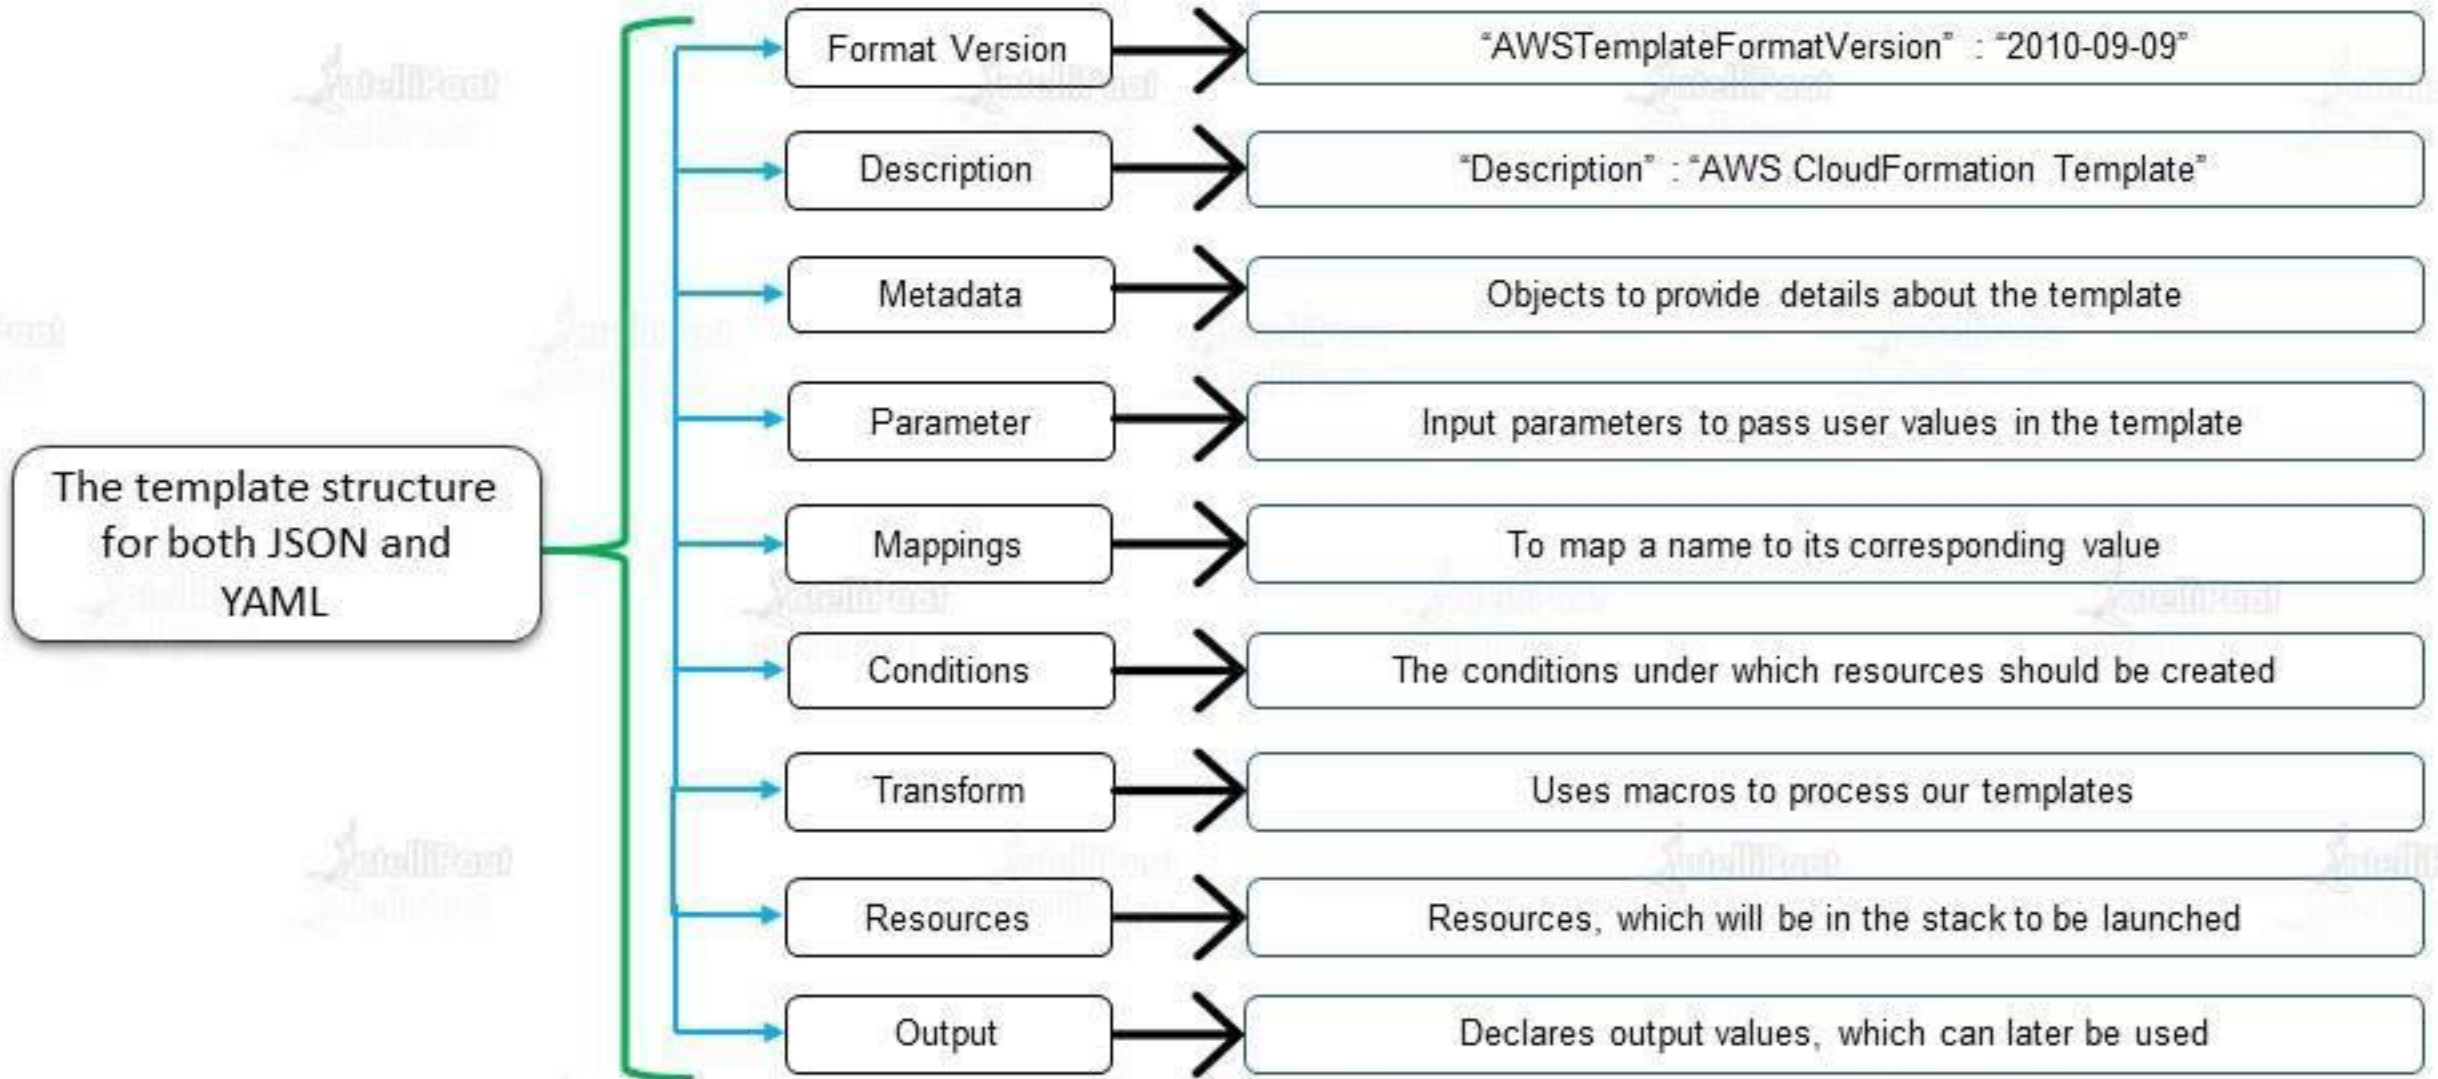 The template structure
for both JSON and
YAML
Format Version
“AWSTemplateFormatVersion” : “2010-09-09”
Description
“Description” : “AWS CloudFormation Template”
Metadata
Objects to provide details about the template
Parameter
Input parameters to pass user values in the template
Mappings
To map a name to its corresponding value
Conditions
The conditions under which resources should be created
Transform
Uses macros to process our templates
Resources
Resources, which will be in the stack to be launched
Output
Declares output values, which can later be used